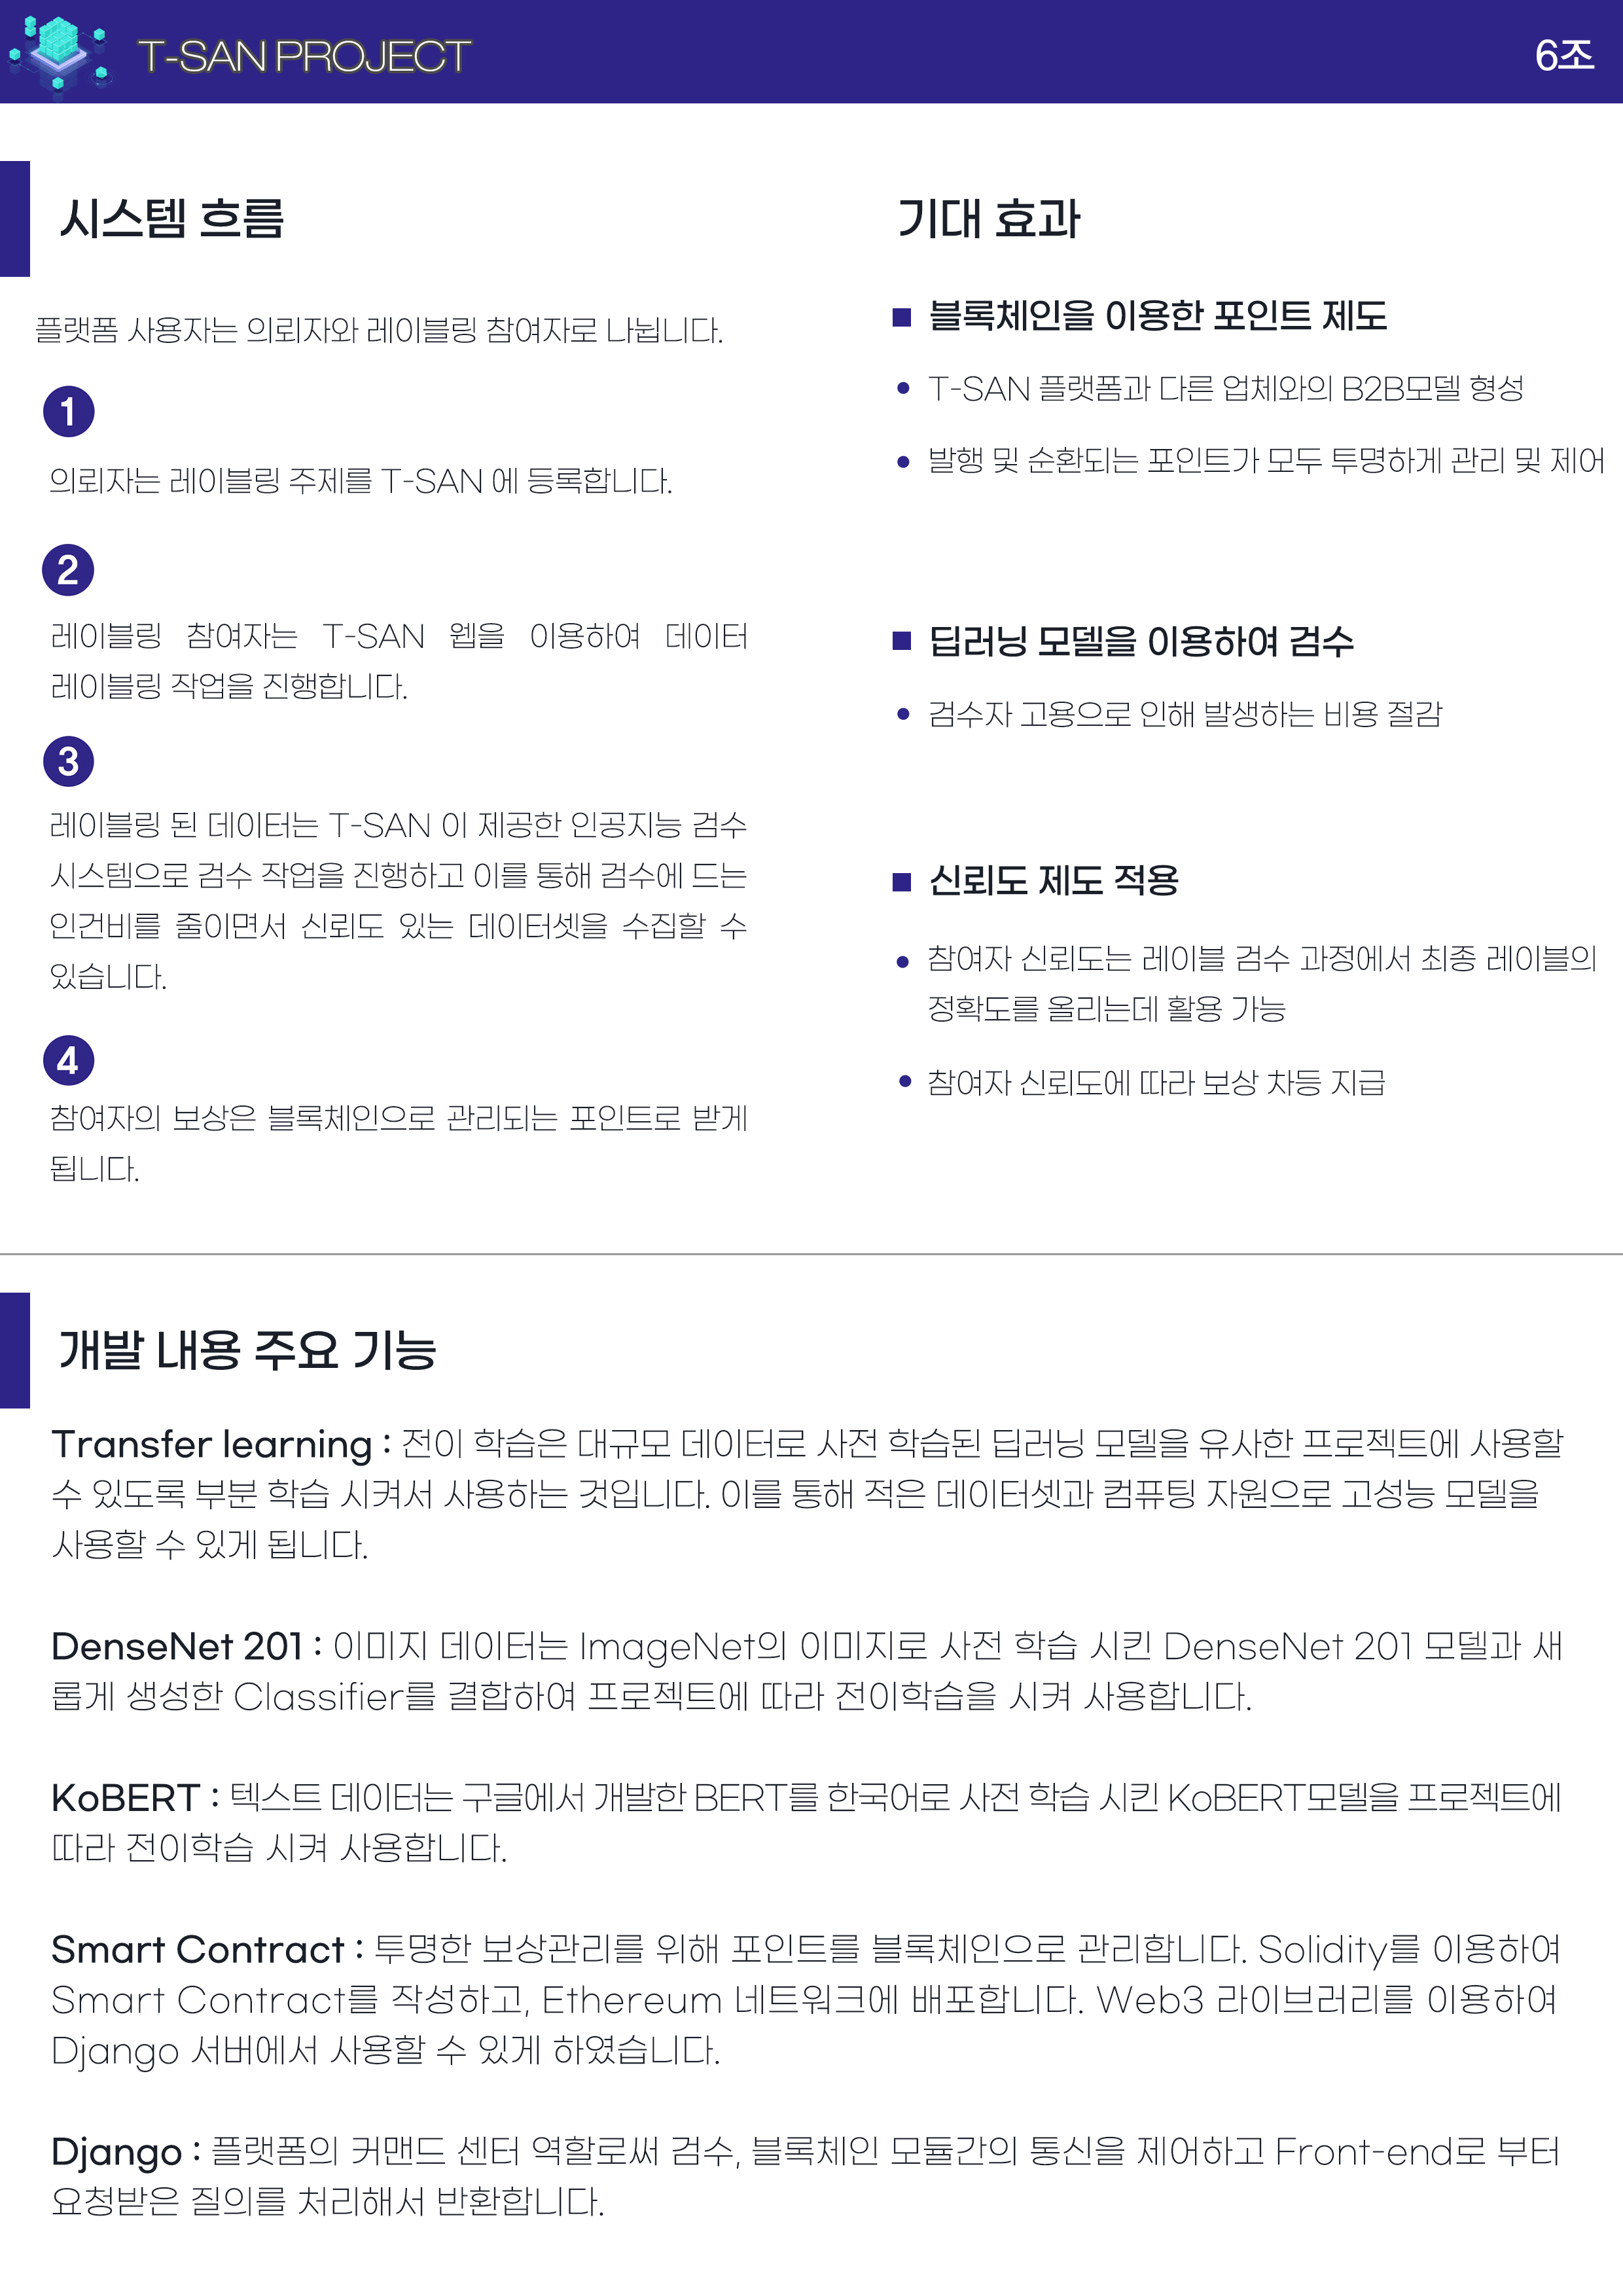 T-SAN PROJECT
6조
시스템 흐름
플랫폼 사용자는 의뢰자와 레이블링 참여자로 나뉩니다.
1
의뢰자는 레이블링 주제를 T-SAN 에 등록합니다.
2
레이블링 참여자는 T-SAN 웹을 이용하여 데이터
레이블링 작업을 진행합니다.
3
레이블링 된 데이터는 T-SAN 이 제공한 인공지능 검수
시스템으로 검수 작업을 진행하고 이를 통해 검수에 드는
인건비를 줄이면서 신뢰도 있는 데이터셋을 수집할 수
있습니다.
4
참여자의 보상은 블록체인으로 관리되는 포인트로 받게
됩니다.
기대 효과
블록체인을 이용한 포인트 제도
T-SAN 플랫폼과 다른 업체와의 B2B모델 형성
발행 및 순환되는 포인트가 모두 투명하게 관리 및 제어
딥러닝 모델을 이용하여 검수
검수자 고용으로 인해 발생하는 비용 절감
신뢰도 제도 적용
참여자 신뢰도는 레이블 검수 과정에서 최종 레이블의
정확도를 올리는데 활용 가능
참여자 신뢰도에 따라 보상 차등 지급
개발 내용 주요 기능
Transfer learning : 전이 학습은 대규모 데이터로 사전 학습된 딥러닝 모델을 유사한 프로젝트에 사용할
수 있도록 부분 학습 시켜서 사용하는 것입니다. 이를 통해 적은 데이터셋과 컴퓨팅 자원으로 고성능 모델을
사용할 수 있게 됩니다.
DenseNet 201 : 이미지 데이터는 ImageNet의 이미지로 사전 학습 시킨 DenseNet 201 모델과 새
롭게 생성한 Classifier를 결합하여 프로젝트에 따라 전이학습을 시켜 사용합니다.
KoBERT : 텍스트 데이터는 구글에서 개발한 BERT를 한국어로 사전 학습 시킨 KoBERT모델을 프로젝트에
따라 전이학습 시켜 사용합니다.
Smart Contract : 투명한 보상관리를 위해 포인트를 블록체인으로 관리합니다. Solidity를 이용하여
Smart Contract를 작성하고, Ethereum 네트워크에 배포합니다. Web3 라이브러리를 이용하여
Django 서버에서 사용할 수 있게 하였습니다.
Django : 플랫폼의 커맨드 센터 역할로써 검수, 블록체인 모듈간의 통신을 제어하고 Front-end로 부터
요청받은 질의를 처리해서 반환합니다.